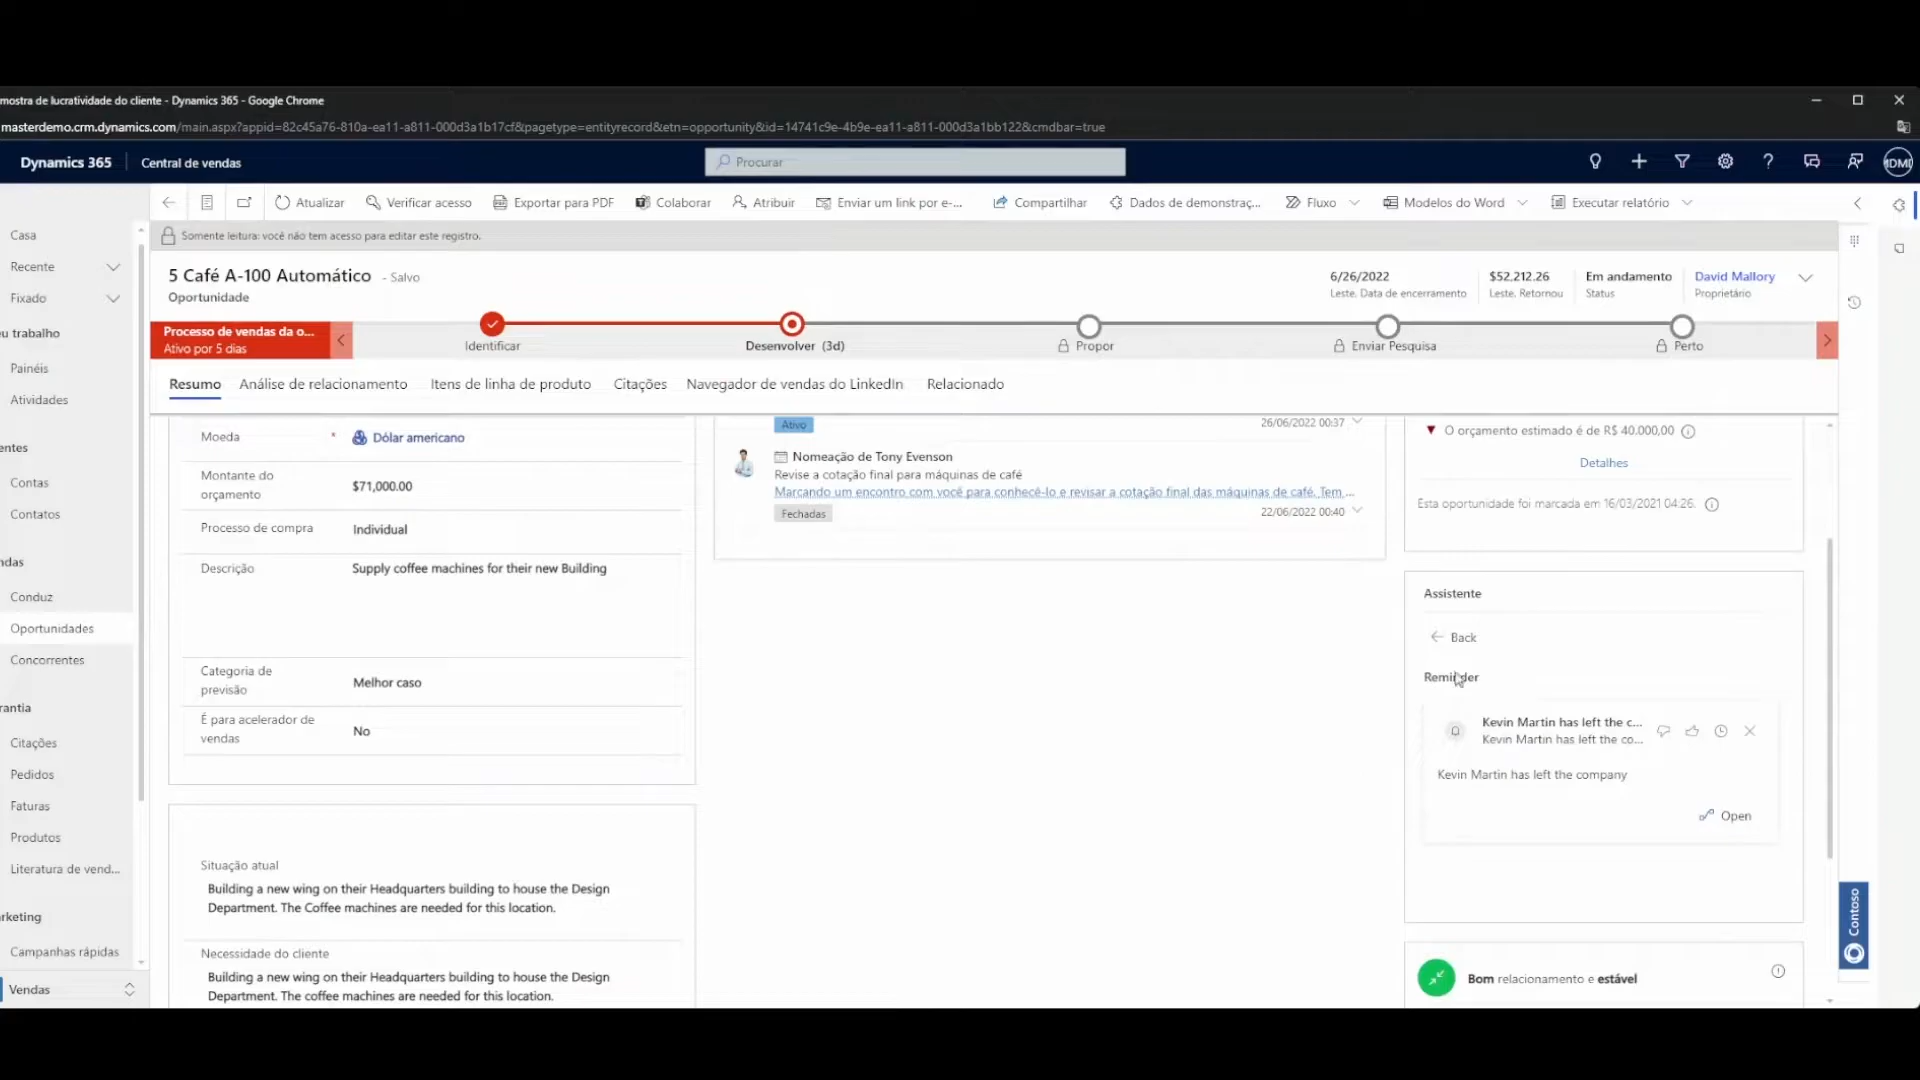 mostra de lucratividade do cliente - Dynamics 365 - Google Chrome
masterdemo.crm.dynamics.com/main.aspx?appid=82c45a76-810a-ea11-a811-000d3a1b17cf&pagetype=entityrecord&etn=opportunity&id=14741c9e-4b9e-ea11-a811-000d3a1bb122&cmdbar=true
Dynamics 365
Central de vendas
Procurar
Atualizar
Verificar acesso
Exportar para PDF
Colaborar
Atribuir
Enviar um link por e-...
Compartilhar
Dados de demonstraç...
Fluxo
Modelos do Word
Executar relatório
Somente leitura: você não tem acesso para editar este registro.
Casa
Recente
Fixado
u trabalho
Painéis
Atividades
entes
Contas
Contatos
ndas
Conduz
Oportunidades
Concorrentes
rantia
Citações
Pedidos
Faturas
Produtos
Literatura de vend...
rketing
Campanhas rápidas
Vendas
5 Café A-100 Automático - Salvo
Oportunidade
6/26/2022
Leste. Data de encerramento
$52,212.26
Leste. Retornou
Em andamento
Status
David Mallory
Proprietário
Processo de vendas da o...
Ativo por 5 dias
Identificar
Desenvolver (3d)
Propor
Enviar Pesquisa
Perto
Resumo
Análise de relacionamento
Itens de linha de produto
Citações
Navegador de vendas do LinkedIn
Relacionado
Moeda * Dólar americano
Montante do
orçamento
$71,000.00
Processo de compra
Individual
Descrição
Supply coffee machines for their new Building
Categoria de
previsão
Melhor caso
É para acelerador de
vendas
No
Situação atual
Building a new wing on their Headquarters building to house the Design
Department. The Coffee machines are needed for this location.
Necessidade do cliente
Building a new wing on their Headquarters building to house the Design
Department. The coffee machines are needed for this location.
Ativo
26/06/2022 00:37
Nomeação de Tony Evenson
Revise a cotação final para máquinas de café
Marcando um encontro com você para conhecê-lo e revisar a cotação final das máquinas de café. Tem ...
Fechadas
22/06/2022 00:40
O orçamento estimado é de R$ 40.000,00
Detalhes
Esta oportunidade foi marcada em 16/03/2021 04:26.
Assistente
Back
Reminder
Kevin Martin has left the c...
Kevin Martin has left the co...
Kevin Martin has left the company
Open
Bom relacionamento e estável
Contoso